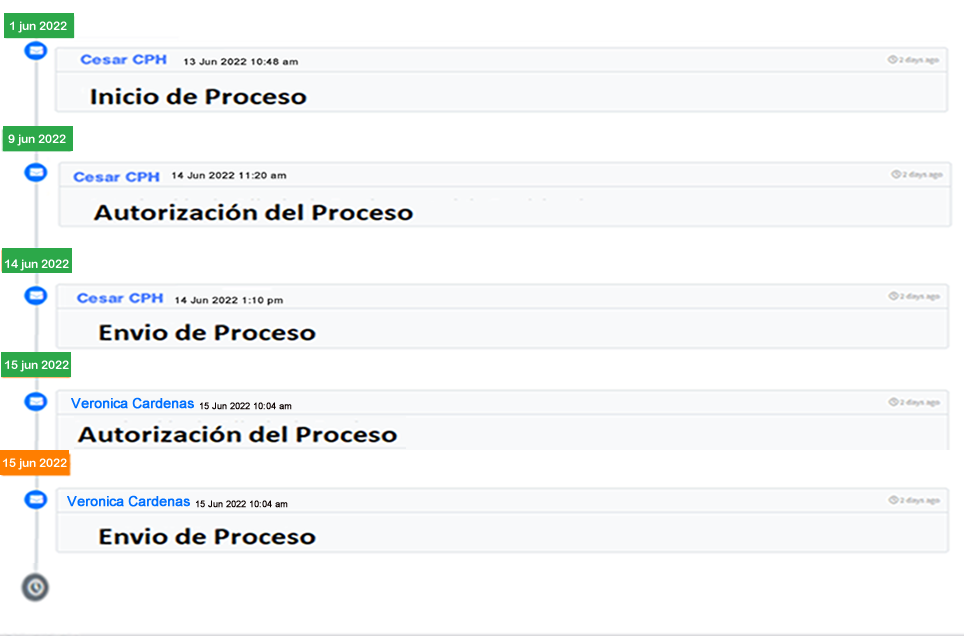 1 jun 2022
Cesar CPH 13 Jun 2022 10:48 am 2 days ago
Inicio de Proceso
9 jun 2022
Cesar CPH 14 Jun 2022 11:20 am 2 days ago
Autorización del Proceso
14 jun 2022
Cesar CPH 14 Jun 2022 1:10 pm 2 days ago
Envio de Proceso
15 jun 2022
Veronica Cardenas 15 Jun 2022 10:04 am 2 days ago
Autorización del Proceso
15 jun 2022
Veronica Cardenas 15 Jun 2022 10:04 am 2 days ago
Envio de Proceso